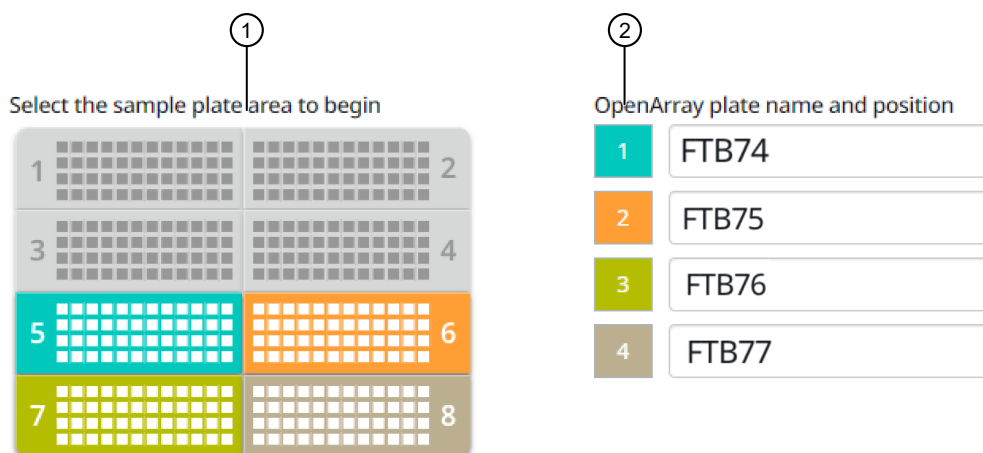 1 2
Select the sample plate area to begin
1 2
3 4
5 6
7 8
OpenArray plate name and position
1 FTB74
2 FTB75
3 FTB76
4 FTB77